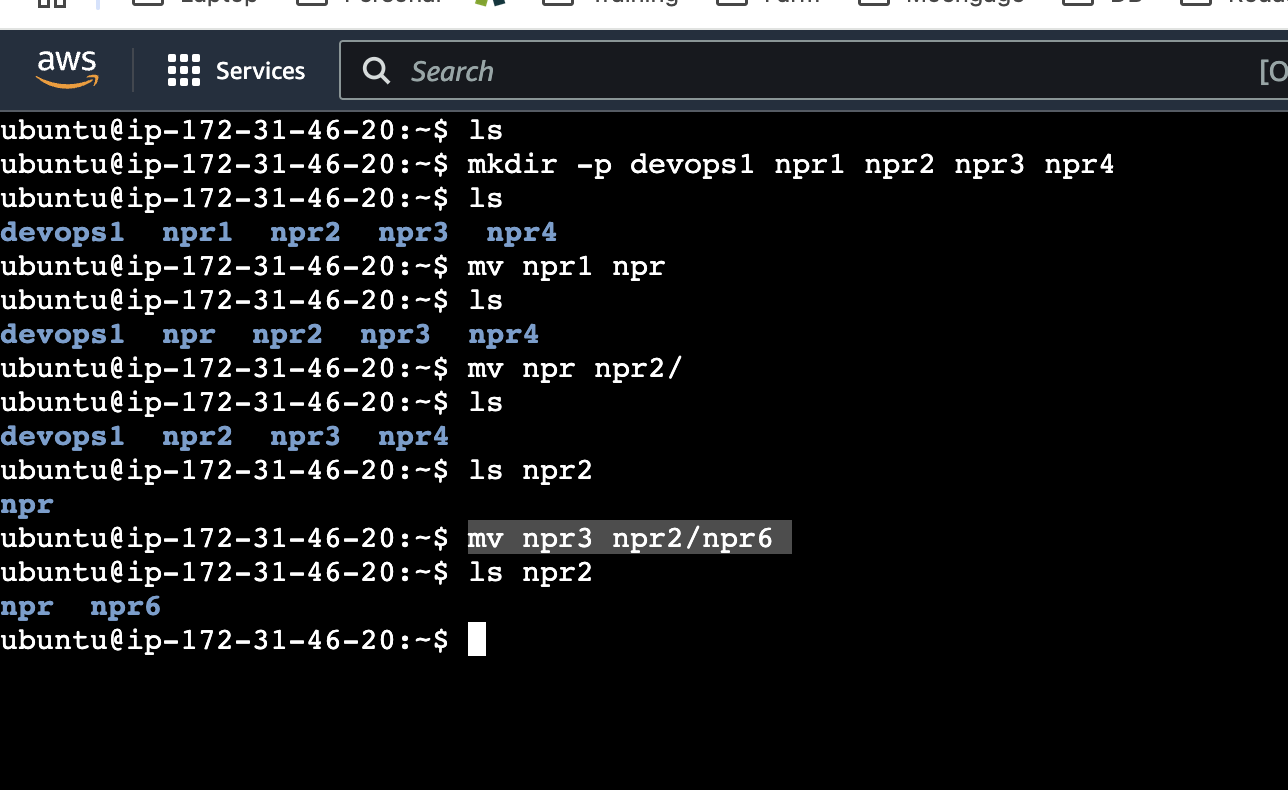 aws Services Search [O
ubuntu@ip-172-31-46-20:~$ ls
ubuntu@ip-172-31-46-20:~$ mkdir -p devops1 npr1 npr2 npr3 npr4
ubuntu@ip-172-31-46-20:~$ ls
devops1  npr1  npr2  npr3  npr4
ubuntu@ip-172-31-46-20:~$ mv npr1 npr
ubuntu@ip-172-31-46-20:~$ ls
devops1  npr  npr2  npr3  npr4
ubuntu@ip-172-31-46-20:~$ mv npr npr2/
ubuntu@ip-172-31-46-20:~$ ls
devops1  npr2  npr3  npr4
ubuntu@ip-172-31-46-20:~$ ls npr2
npr
ubuntu@ip-172-31-46-20:~$ mv npr3 npr2/npr6
ubuntu@ip-172-31-46-20:~$ ls npr2
npr  npr6
ubuntu@ip-172-31-46-20:~$